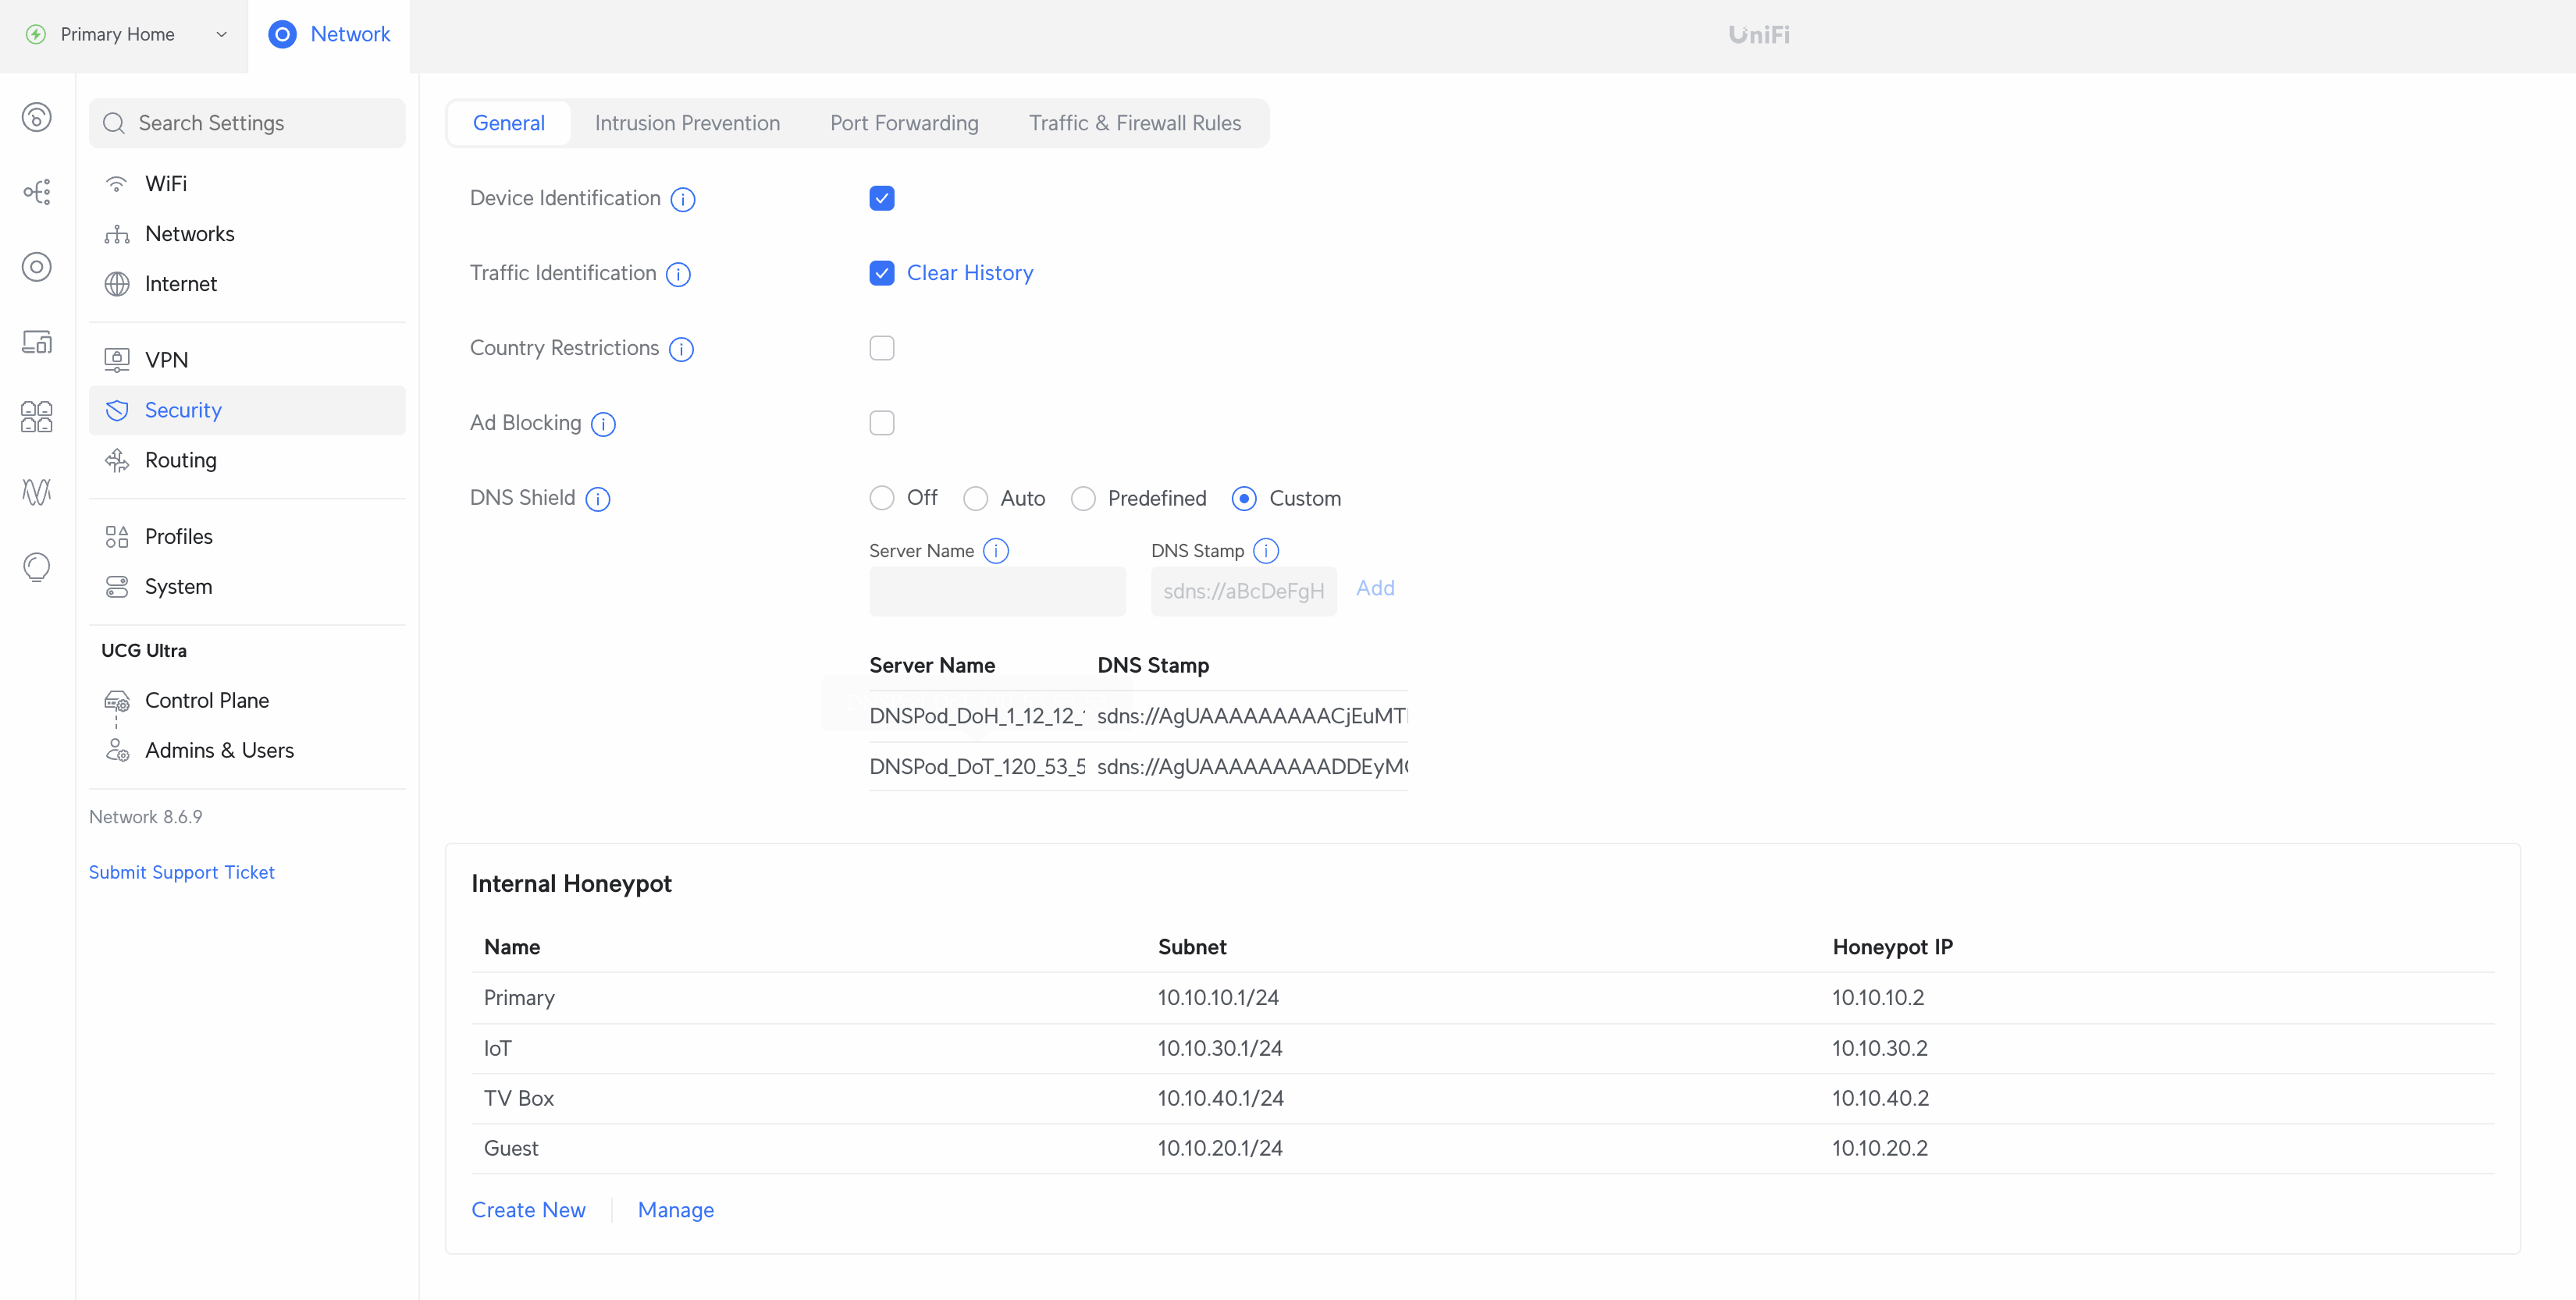 Primary Home
Network
UniFi
Search Settings
WiFi
Networks
Internet
VPN
Security
Routing
Profiles
System
UCG Ultra
Control Plane
Admins & Users
Network 8.6.9
Submit Support Ticket
General Intrusion Prevention Port Forwarding Traffic & Firewall Rules
Device Identification
Traffic Identification Clear History
Country Restrictions
Ad Blocking
DNS Shield Off Auto Predefined Custom
Server Name DNS Stamp
sdns://aBcDeFgH Add
Server Name DNS Stamp
DNSPod_DoH_1_12_12_ sdns://AgUAAAAAAAAACjEuMT
DNSPod_DoT_120_53_5 sdns://AgUAAAAAAAAADDEyM
Internal Honeypot
Name Subnet Honeypot IP
Primary 10.10.10.1/24 10.10.10.2
IoT 10.10.30.1/24 10.10.30.2
TV Box 10.10.40.1/24 10.10.40.2
Guest 10.10.20.1/24 10.10.20.2
Create New Manage